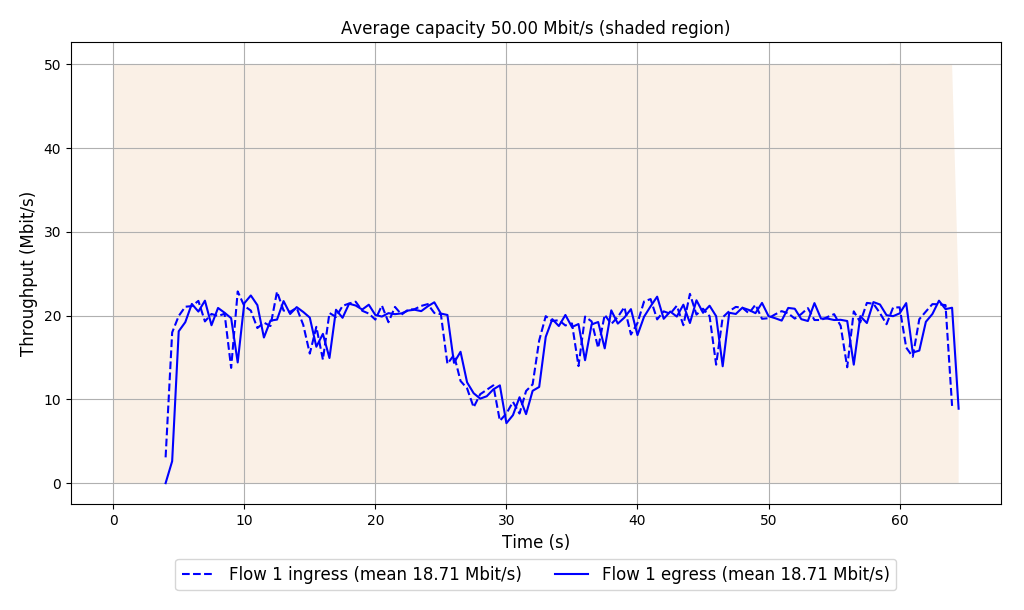 Average capacity 50.00 Mbit/s (shaded region)
50
40
30
20
10
0
Throughput (Mbit/s)
0 10 20 30 40 50 60
Time (s)
Flow 1 ingress (mean 18.71 Mbit/s) Flow 1 egress (mean 18.71 Mbit/s)